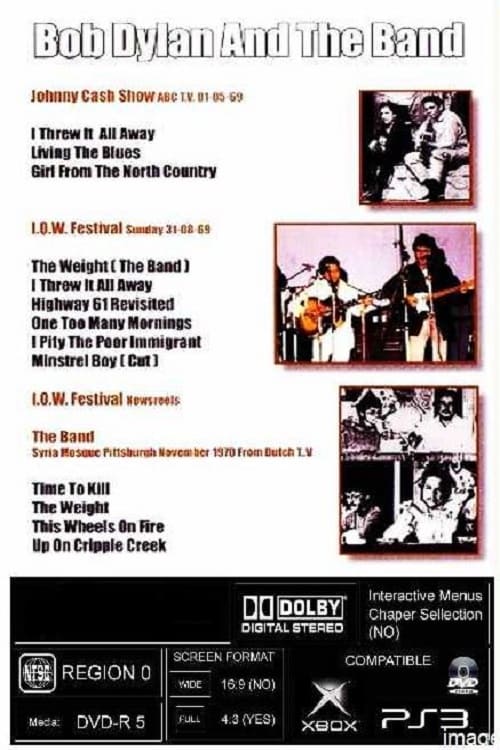 Bob Dylan And The Band
Johnny Cash Show ABC T.V. 01-05-69
I Threw It All Away
Living The Blues
Girl From The North Country
I.O.W. Festival Sunday 31-08-69
The Weight ( The Band )
I Threw It All Away
Highway 61 Revisited
One Too Many Mornings
I Pity The Poor Immigrant
Minstrel Boy ( Cut )
I.O.W. Festival Newsreels
The Band
Syria Mosque Pittsburgh November 1970 From Dutch T.V
Time To Kill
The Weight
This Wheels On Fire
Up On Cripple Creek
DOLBY
DIGITAL STEREO
Interactive Menus
Chaper Sellection
(NO)
NTSC
REGION 0
Media: DVD-R 5
SCREEN FORMAT
WIDE 16:9 (NO)
FULL 4:3 (YES)
COMPATIBLE
DVD
XBOX
PS3
image